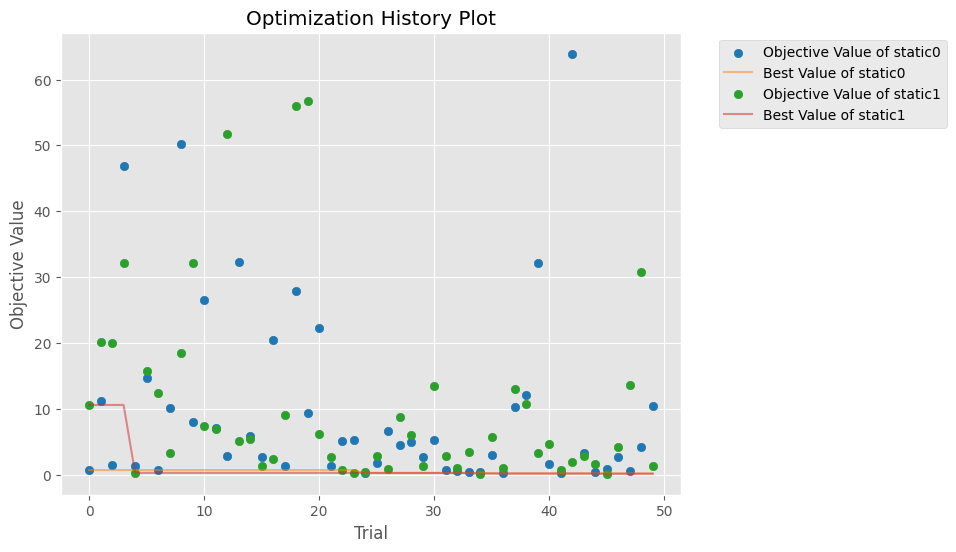 Optimization History Plot
Objective Value of static0
Best Value of static0
Objective Value of static1
Best Value of static1
Objective Value
60
50
40
30
20
10
0
0
10
20
30
40
50
Trial